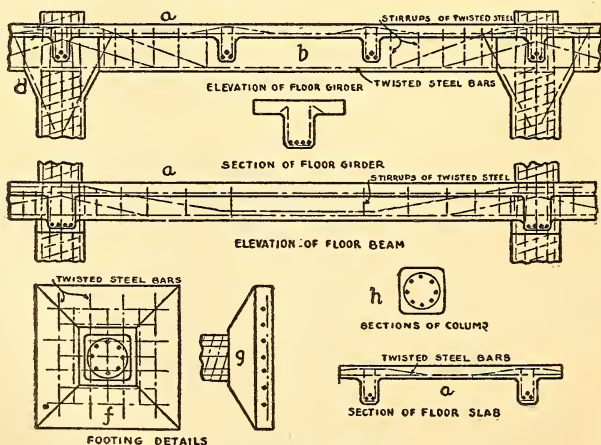 a
STIRRUPS OF TWISTED STEEL
b
d
ELEVATION OF FLOOR GIRDER
TWISTED STEEL BARS
SECTION OF FLOOR GIRDER
a
STIRRUPS OF TWISTED STEEL
ELEVATION OF FLOOR BEAM
TWISTED STEEL BARS
f
g
FOOTING DETAILS
h
SECTIONS OF COLUM?
TWISTED STEEL BARS
a
SECTION OF FLOOR SLAB